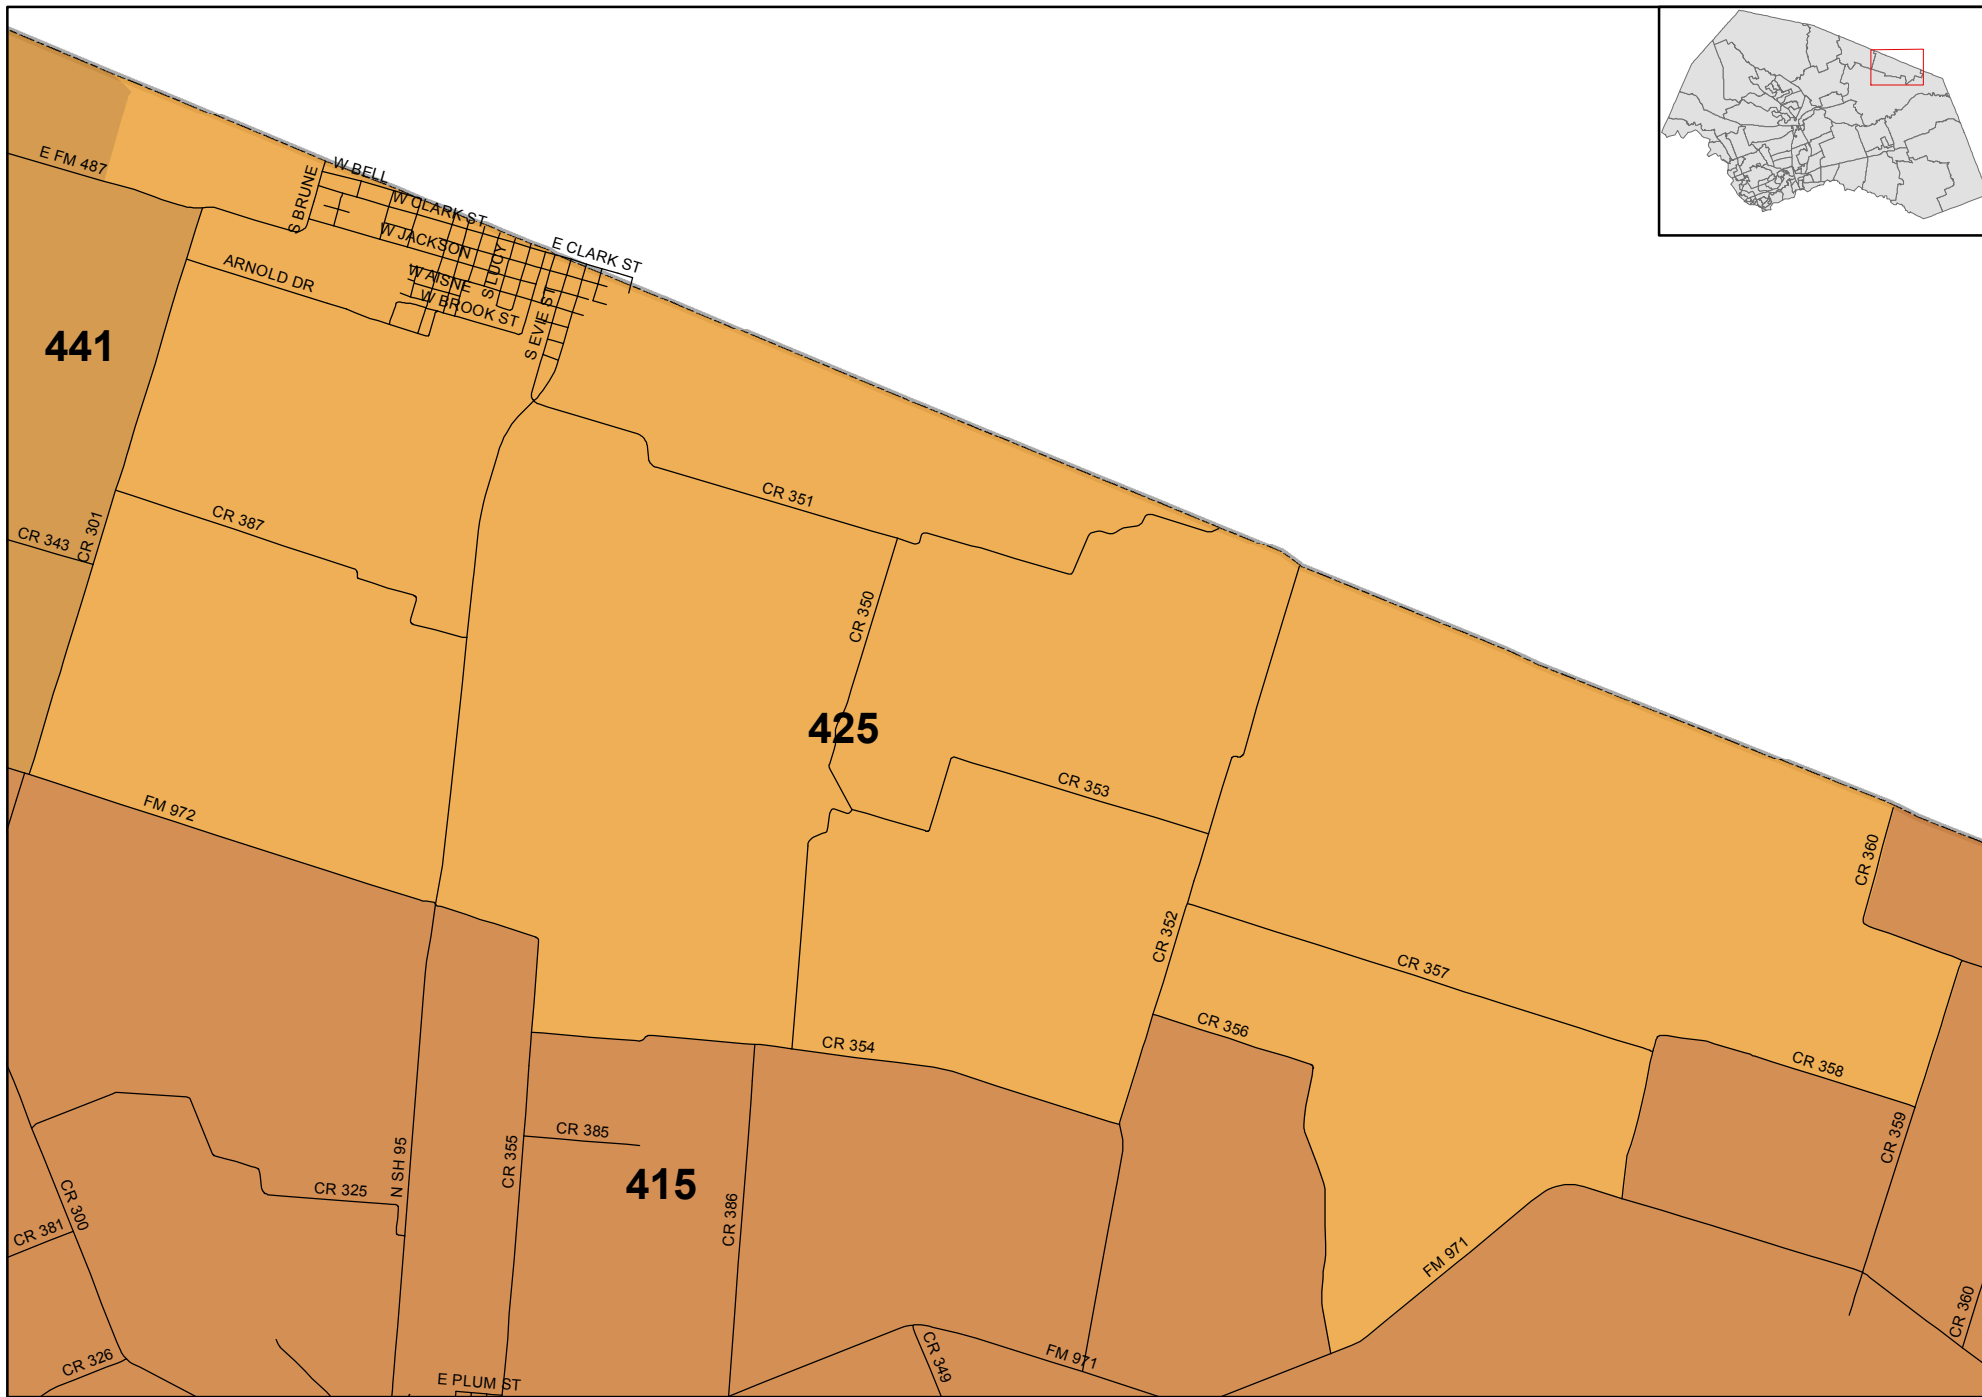 E FM 487
S BRUNE
W BELL
W CLARK ST
W JACKSON
E CLARK ST
ARNOLD DR
W AISNE
S LUCY
W BROOK ST
S EVIE ST
441
CR 351
CR 387
CR 343
CR 301
CR 350
425
CR 353
FM 972
CR 360
CR 352
CR 357
CR 356
CR 354
CR 358
CR 385
CR 355
N SH 95
415
CR 359
CR 325
CR 300
CR 386
CR 381
FM 971
CR 360
CR 326
CR 349
FM 971
E PLUM ST